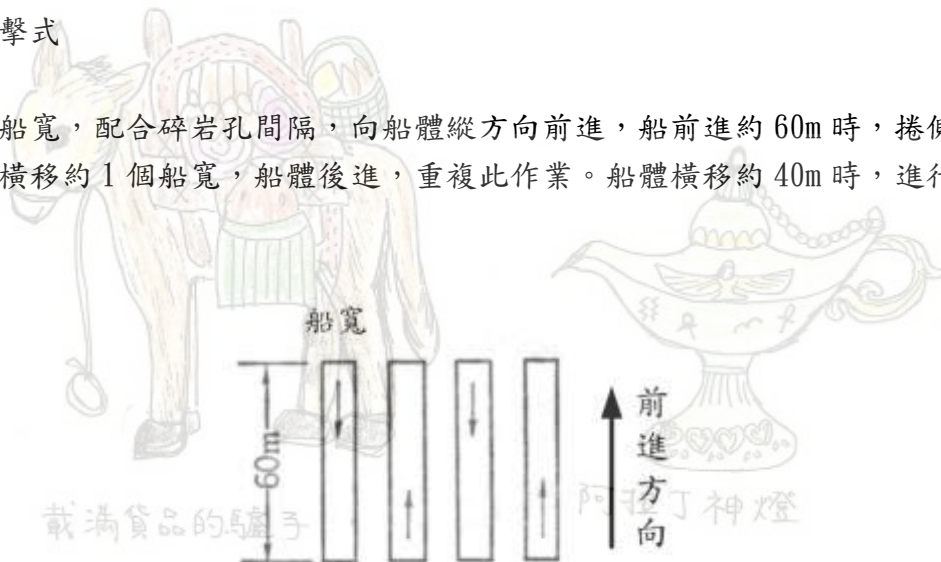 擊式
船寬,配合碎岩孔間隔,向船體縱方向前進,船前進約 60m 時,捲
橫移約 1 個船寬,船體後進,重複此作業。船體橫移約 40m 時,進行
船寬
60m
前進方向
載滿貨品的驢子
阿拉丁神燈